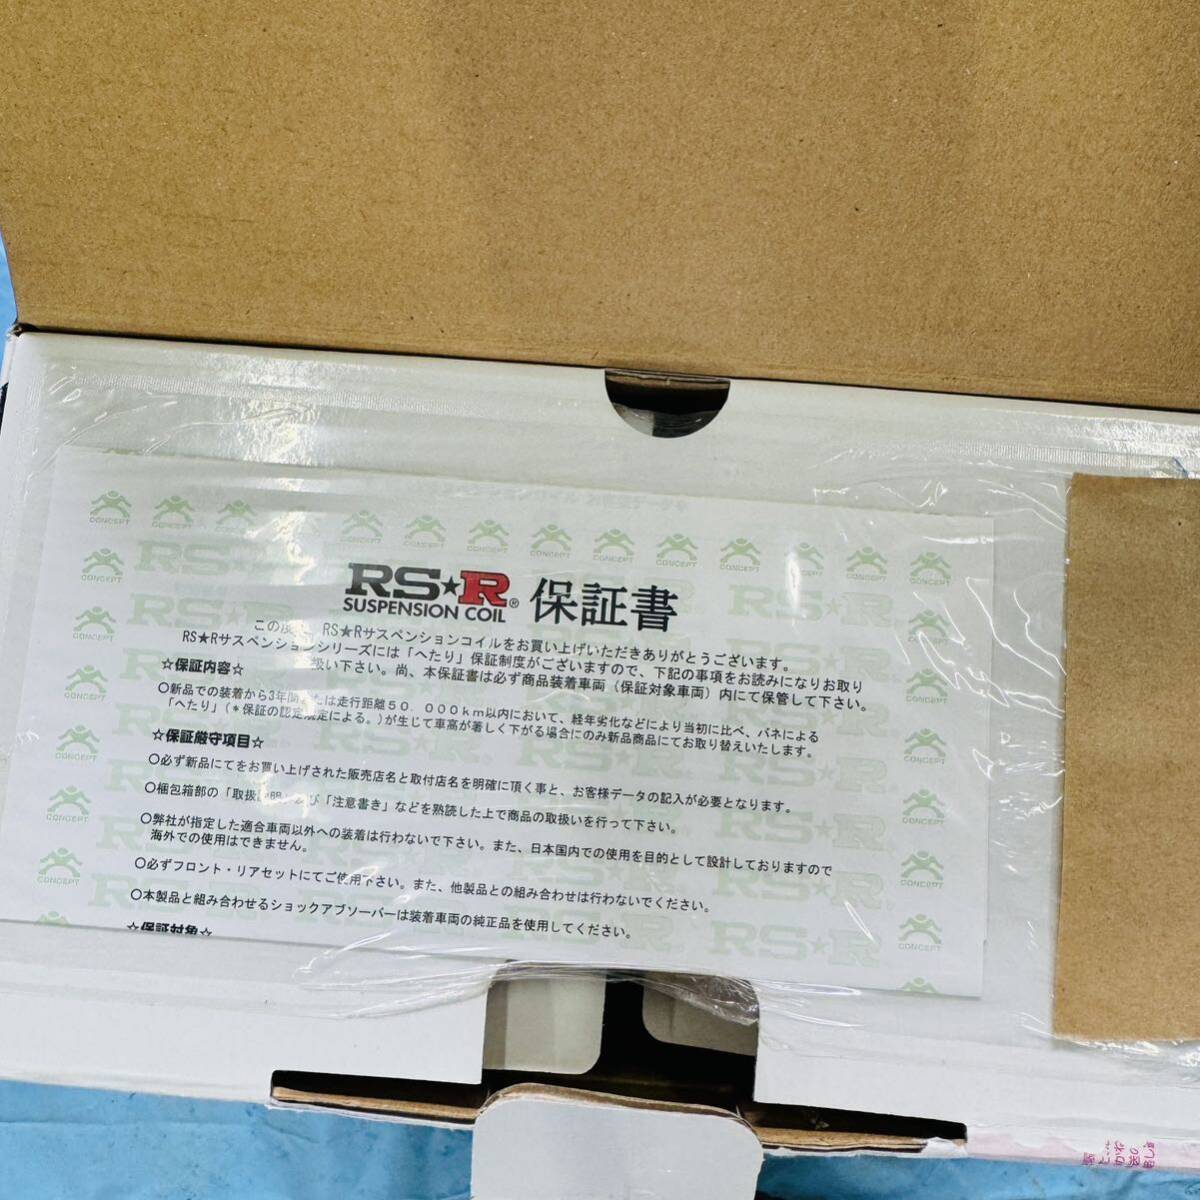 RS★R® 保証書
SUSPENSION COIL
この度 RS★Rサスペンションコイルをお買い上げいただきありがとうございます。
RS★Rサスペンションシリーズには「へたり」保証制度がございますので、下記の事項をお読みになりお取り
扱い下さい。尚、本保証書は必ず商品装着車両（保証対象車両）内にて保管して下さい。
☆保証内容☆
○新品での装着から3年間または走行距離50．000km以内において、経年劣化などにより当初に比べ、バネによる
「へたり」（＊保証の認定規定による。）が生じて車高が著しく下がる場合にのみ新品商品にてお取り替えいたします。
☆保証厳守項目☆
○必ず新品にてをお買い上げされた販売店名と取付店名を明確に頂く事と、お客様データの記入が必要となります。
○梱包箱部の「取扱説明」及び「注意書き」などを熟読した上で商品の取扱いを行って下さい。
○弊社が指定した適合車両以外への装着は行わないで下さい。また、日本国内での使用を目的として設計しておりますので
海外での使用はできません。
○必ずフロント・リアセットにてご使用下さい。また、他製品との組み合わせは行わないでください。
○本製品と組み合わせるショックアブソーバーは装着車両の純正品を使用してください。
☆保証対象☆